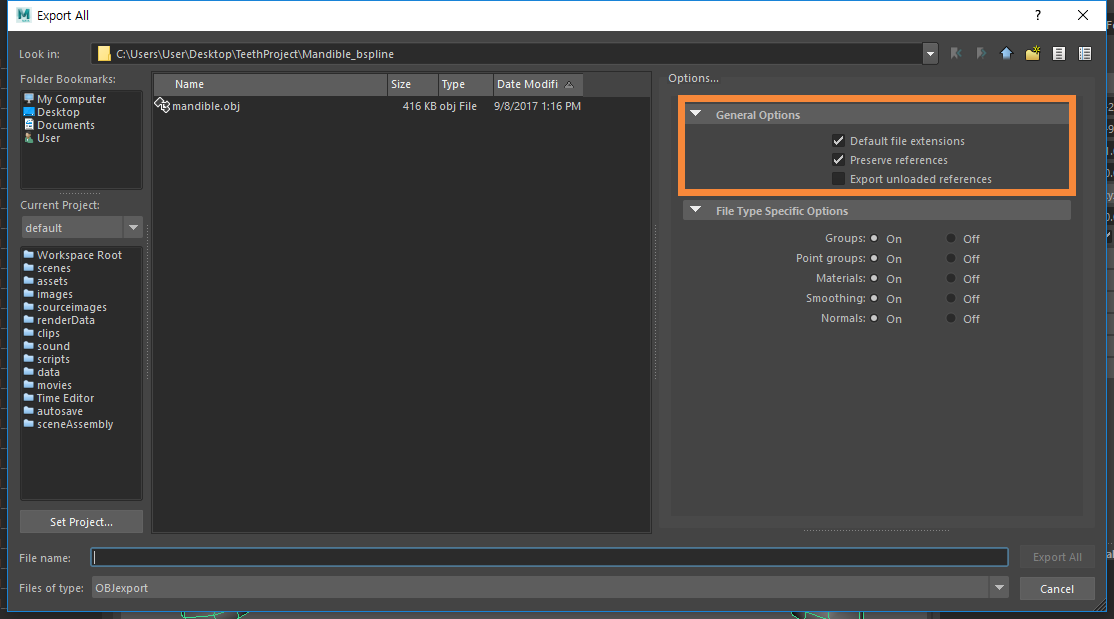 Export All
?
Look in:
C:\Users\User\Desktop\TeethProject\Mandible_bspline
Folder Bookmarks:
My Computer
Desktop
Documents
User
Current Project:
default
Workspace Root
scenes
assets
images
sourceimages
renderData
clips
sound
scripts
data
movies
Time Editor
autosave
sceneAssembly
Set Project...
Name Size Type Date Modifi
mandible.obj 416 KB obj File 9/8/2017 1:16 PM
Options...
General Options
Default file extensions
Preserve references
Export unloaded references
File Type Specific Options
Groups: On Off
Point groups: On Off
Materials: On Off
Smoothing: On Off
Normals: On Off
File name:
Export All
Files of type: OBJexport
Cancel